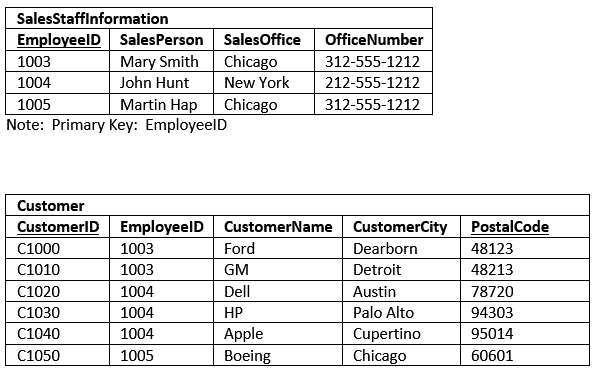 SalesStaffInformation
EmployeeID SalesPerson SalesOffice OfficeNumber
1003 Mary Smith Chicago 312-555-1212
1004 John Hunt New York 212-555-1212
1005 Martin Hap Chicago 312-555-1212
Note: Primary Key: EmployeeID
Customer
CustomerID EmployeeID CustomerName CustomerCity PostalCode
C1000 1003 Ford Dearborn 48123
C1010 1003 GM Detroit 48213
C1020 1004 Dell Austin 78720
C1030 1004 HP Palo Alto 94303
C1040 1004 Apple Cupertino 95014
C1050 1005 Boeing Chicago 60601